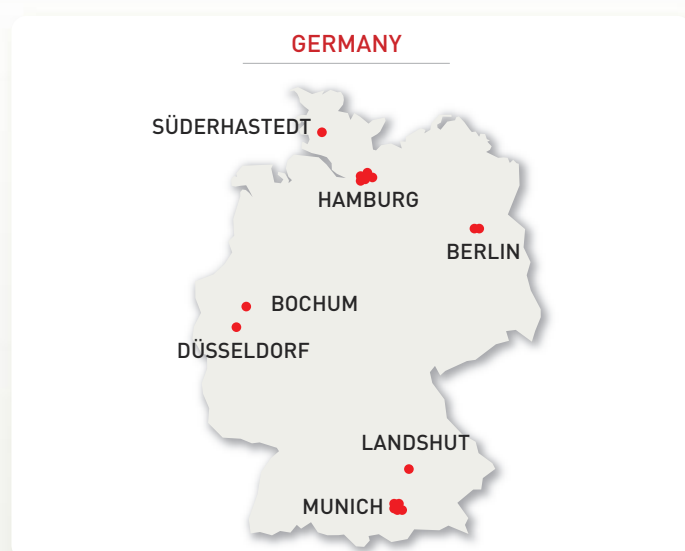 GERMANY
SÜDERHASTEDT
HAMBURG
BERLIN
BOCHUM
DÜSSELDORF
LANDSHUT
MUNICH